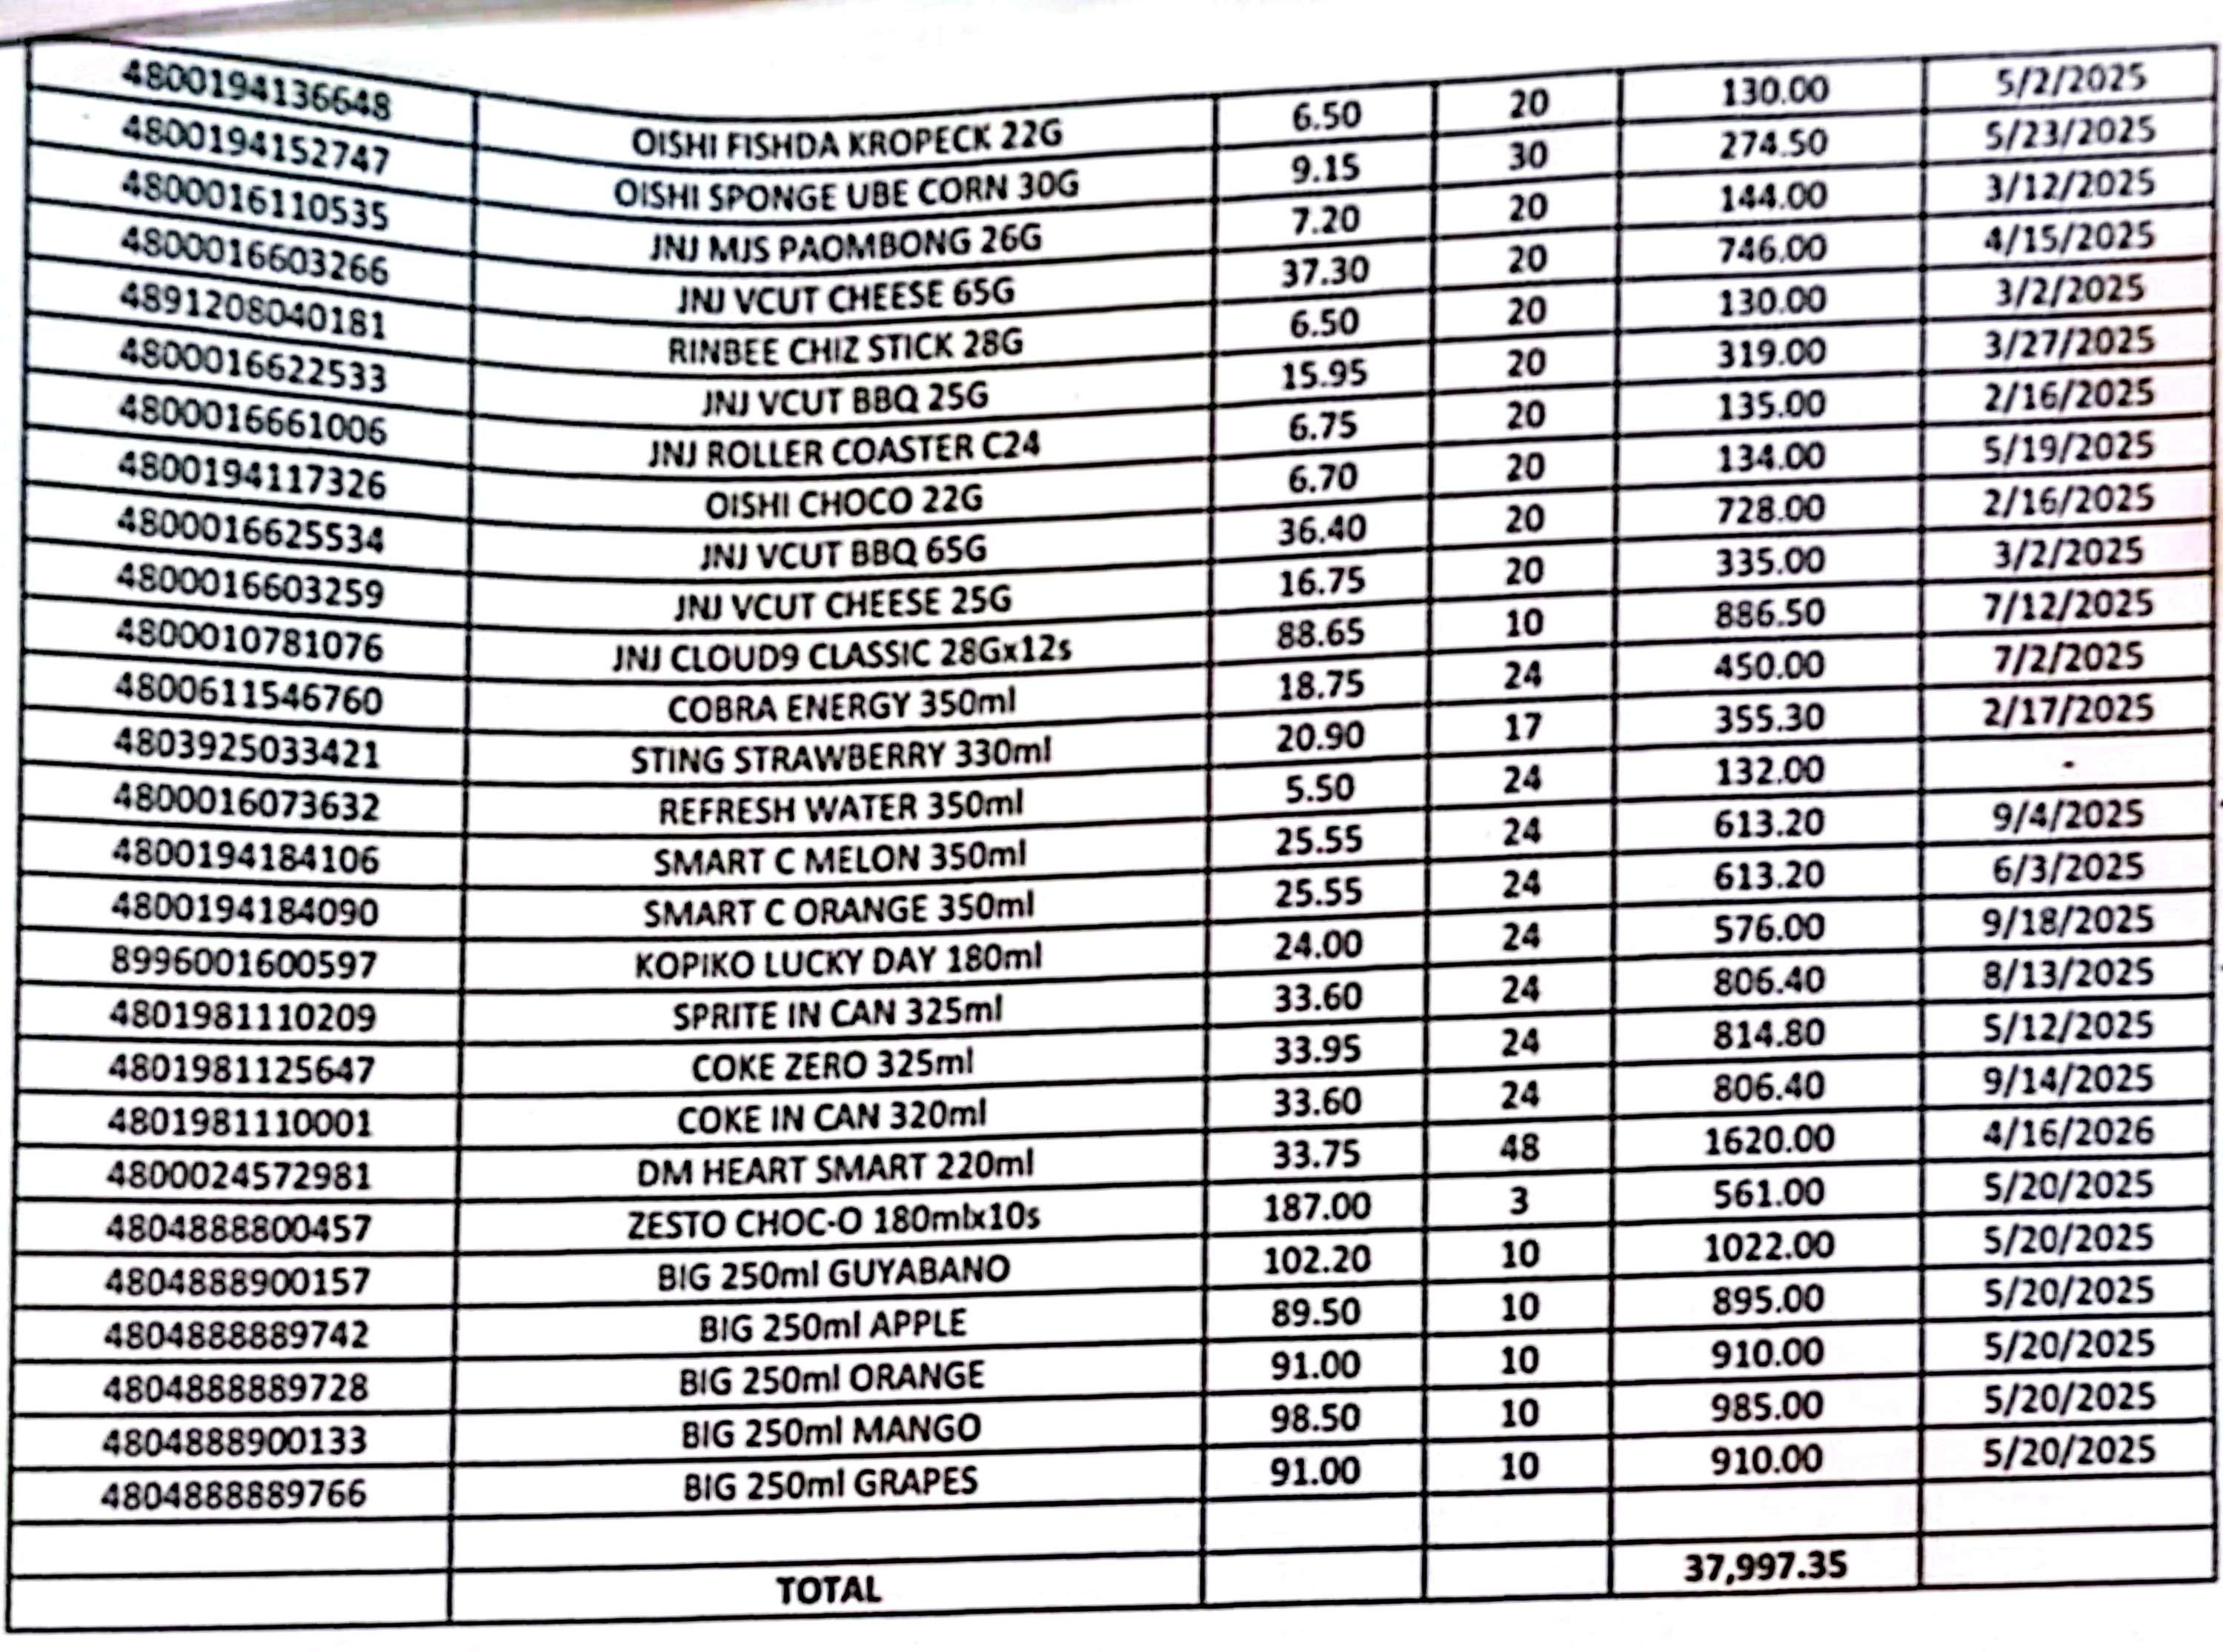 4800194136648 OISHI FISHDA KROPECK 22G 6.50 20 130.00 5/2/2025
4800194152747 OISHI SPONGE UBE CORN 30G 9.15 30 274.50 5/23/2025
4800016110535 JNJ MJS PAOMBONG 26G 7.20 20 144.00 3/12/2025
4800016603266 JNJ VCUT CHEESE 65G 37.30 20 746.00 4/15/2025
4891208040181 RINBEE CHIZ STICK 28G 6.50 20 130.00 3/2/2025
4800016622533 JNJ VCUT BBQ 25G 15.95 20 319.00 3/27/2025
4800016661006 JNJ ROLLER COASTER C24 6.75 20 135.00 2/16/2025
4800194117326 OISHI CHOCO 22G 6.70 20 134.00 5/19/2025
4800016625534 JNJ VCUT BBQ 65G 36.40 20 728.00 2/16/2025
4800016603259 JNJ VCUT CHEESE 25G 16.75 20 335.00 3/2/2025
4800010781076 JNJ CLOUD9 CLASSIC 28Gx12s 88.65 10 886.50 7/12/2025
4800611546760 COBRA ENERGY 350ml 18.75 24 450.00 7/2/2025
4803925033421 STING STRAWBERRY 330ml 20.90 17 355.30 2/17/2025
4800016073632 REFRESH WATER 350ml 5.50 24 132.00 -
4800194184106 SMART C MELON 350ml 25.55 24 613.20 9/4/2025
4800194184090 SMART C ORANGE 350ml 25.55 24 613.20 6/3/2025
8996001600597 KOPIKO LUCKY DAY 180ml 24.00 24 576.00 9/18/2025
4801981110209 SPRITE IN CAN 325ml 33.60 24 806.40 8/13/2025
4801981125647 COKE ZERO 325ml 33.95 24 814.80 5/12/2025
4801981110001 COKE IN CAN 320ml 33.60 24 806.40 9/14/2025
4800024572981 DM HEART SMART 220ml 33.75 48 1620.00 4/16/2026
4804888800457 ZESTO CHOC-O 180mlx10s 187.00 3 561.00 5/20/2025
4804888900157 BIG 250ml GUYABANO 102.20 10 1022.00 5/20/2025
4804888889742 BIG 250ml APPLE 89.50 10 895.00 5/20/2025
4804888889728 BIG 250ml ORANGE 91.00 10 910.00 5/20/2025
4804888900133 BIG 250ml MANGO 98.50 10 985.00 5/20/2025
4804888889766 BIG 250ml GRAPES 91.00 10 910.00 5/20/2025
TOTAL 37,997.35